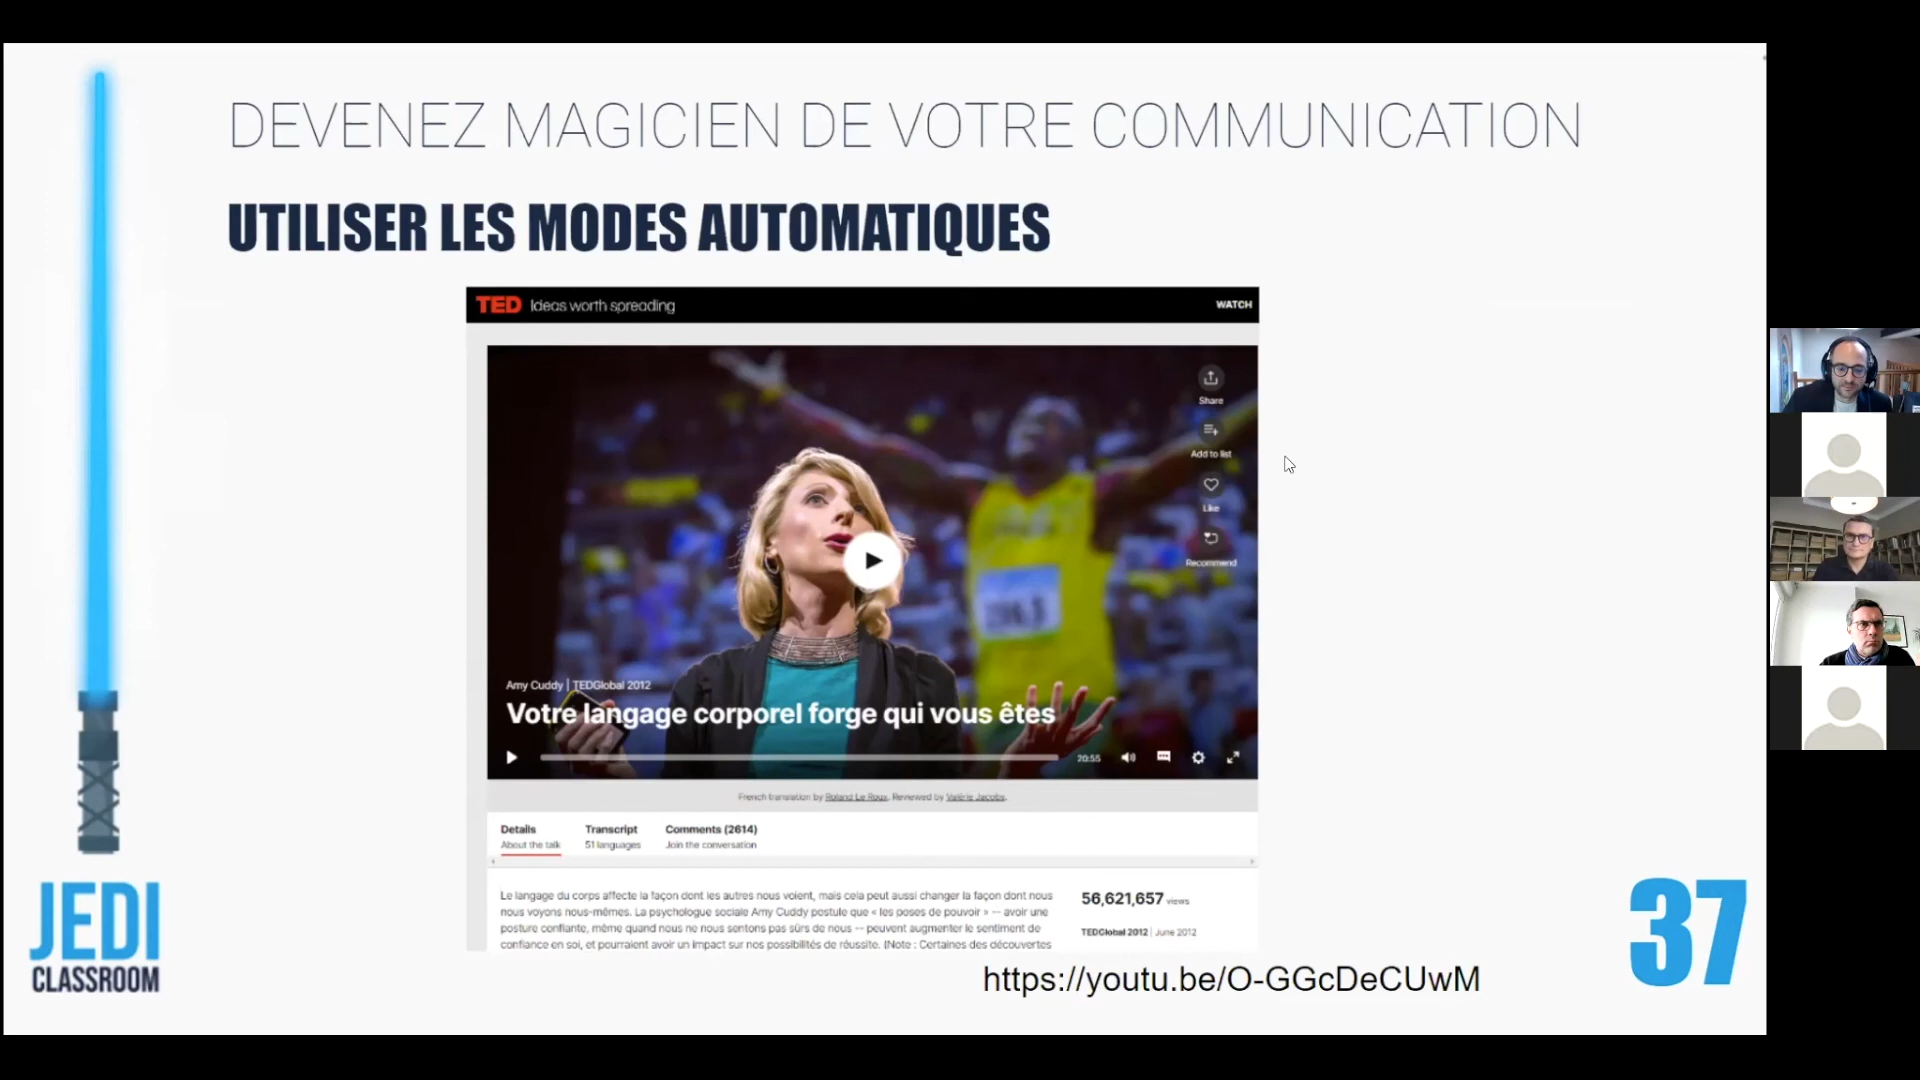 DEVENEZ MAGICIEN DE VOTRE COMMUNICATION
UTILISER LES MODES AUTOMATIQUES
TED Ideas worth spreading
WATCH
Share
Add to list
Like
Recommend
Amy Cuddy | TEDGlobal 2012
Votre langage corporel forge qui vous êtes
20:55
French translation by Roland Le Roux. Reviewed by Valérie Jacobs.
Details
Transcript
Comments (2614)
About the talk
51 languages
Join the conversation
Le langage du corps affecte la façon dont les autres nous voient, mais cela peut aussi changer la façon dont nous
nous voyons nous-mêmes. La psychologue sociale Amy Cuddy postule que « les poses de pouvoir » -- avoir une
posture confiante, même quand nous ne nous sentons pas sûrs de nous -- peuvent augmenter le sentiment de
confiance en soi, et pourraient avoir un impact sur nos possibilités de réussite. (Note : Certaines des découvertes
56,621,657 views
TEDGlobal 2012 | June 2012
https://youtu.be/O-GGcDeCUwM
JEDI
CLASSROOM
37